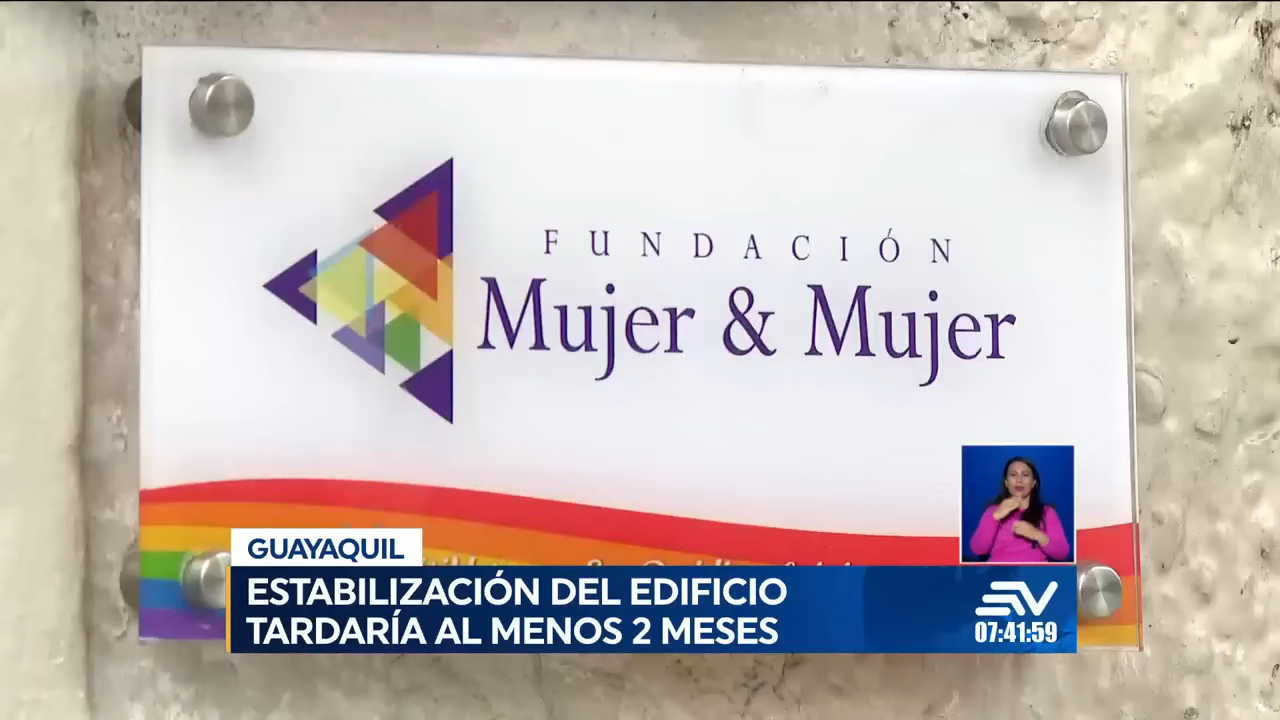 FUNDACIÓN
Mujer & Mujer
GUAYAQUIL
ESTABILIZACIÓN DEL EDIFICIO
TARDARÍA AL MENOS 2 MESES
07:41:59